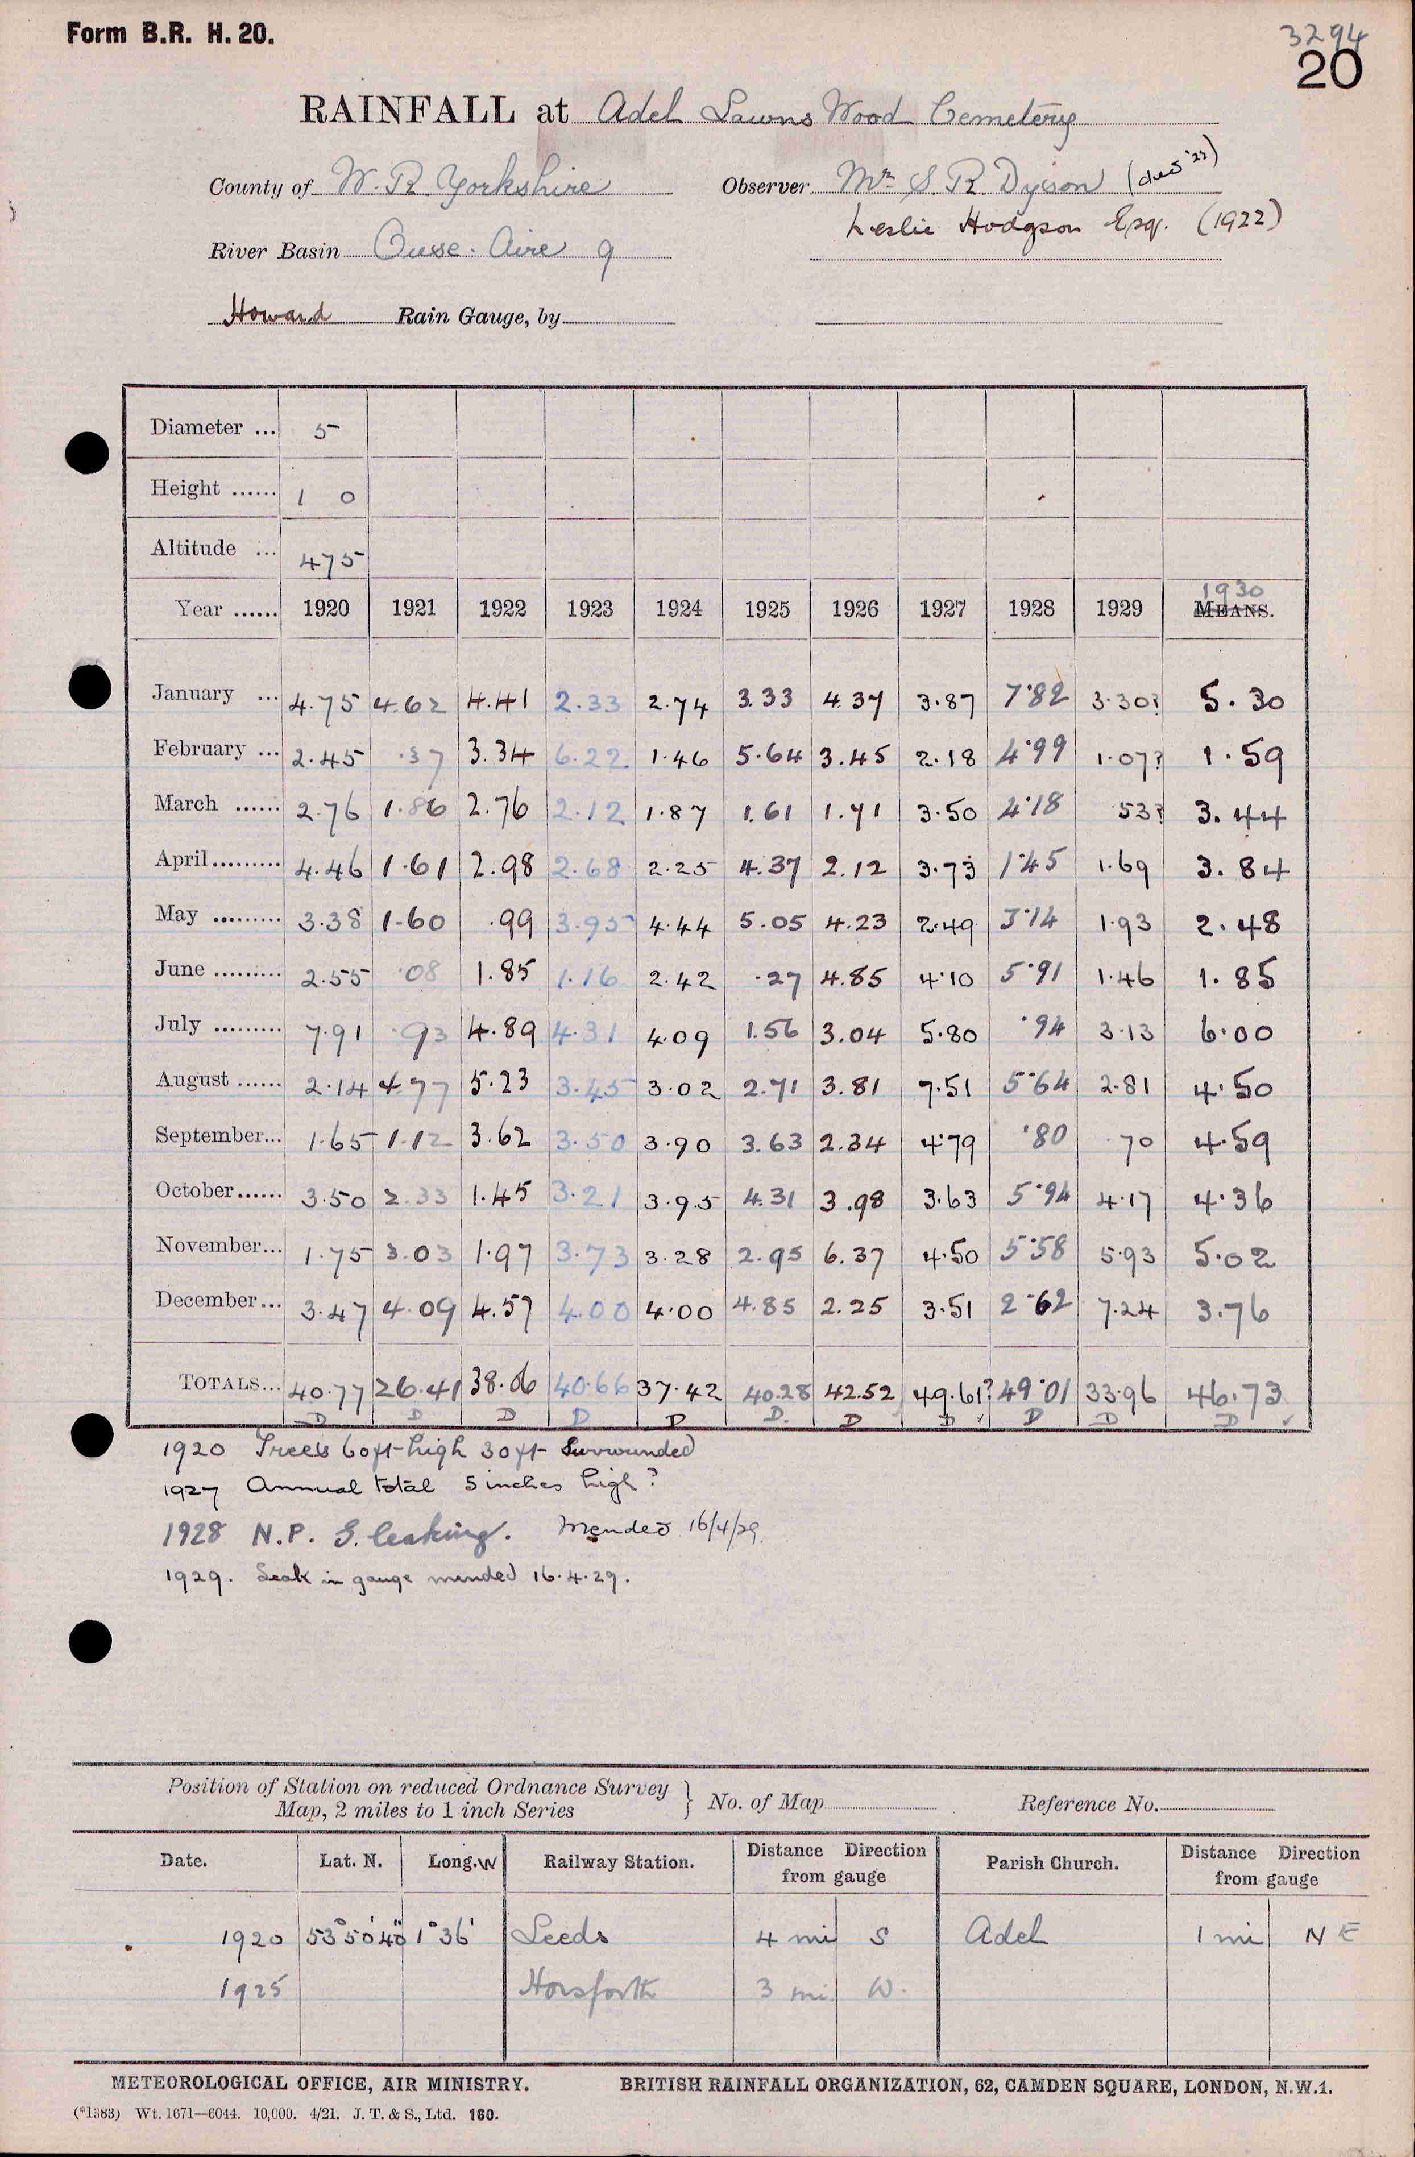 Form B.R. H. 20.
3294
20
RAINFALL at Adel Lawns Wood Cemetery
County of W. R. Yorkshire Observer. Mr. S. R. Dyson (dec '22)
Leslie Hodgson Esq. (1922)
River Basin Ouse. Aire 9
Howard Rain Gauge, by
Diameter ... 5
Height ...... 1 0
Altitude ... 475
1930
Year ...... 1920 1921 1922 1923 1924 1925 1926 1927 1928 1929 MEANS.
January ... 4.75 4.62 4.41 2.33 2.74 3.33 4.37 3.87 7.82 3.30? 5.30
February ... 2.45 .37 3.34 6.22 1.46 5.64 3.45 2.18 4.99 1.07? 1.59
March ...... 2.76 1.86 2.76 2.12 1.87 1.61 1.71 3.50 4.18 53? 3.44
April ......... 4.46 1.61 2.98 2.68 2.25 4.37 2.12 3.73 1.45 1.69 3.84
May ......... 3.38 1.60 .99 3.95 4.44 5.05 4.23 2.49 3.14 1.93 2.48
June ......... 2.55 .08 1.85 1.16 2.42 .27 4.85 4.10 5.91 1.46 1.85
July ......... 7.91 .93 4.89 4.31 4.09 1.56 3.04 5.80 .94 3.13 6.00
August ...... 2.14 4.77 5.23 3.45 3.02 2.71 3.81 7.51 5.64 2.81 4.50
September... 1.65 1.12 3.62 3.50 3.90 3.63 2.34 4.79 .80 70 4.59
October...... 3.50 2.33 1.45 3.21 3.95 4.31 3.98 3.63 5.94 4.17 4.36
November... 1.75 3.03 1.97 3.73 3.28 2.95 6.37 4.50 5.58 5.93 5.02
December... 3.47 4.09 4.57 4.00 4.00 4.85 2.25 3.51 2.62 7.24 3.76
TOTALS... 40.77 26.41 38.06 40.66 37.42 40.28 42.52 49.61? 49.01 33.96 46.73
D D D D D D. D D ✓ D D D ✓
1920 Trees 60ft high 30ft Surrounded
1927 Annual total 5 inches high?
1928 N.P. G. leaking. Mended 16/4/29.
1929. Leak in gauge mended 16.4.29.
Position of Station on reduced Ordnance Survey
Map, 2 miles to 1 inch Series } No. of Map Reference No.
Date. Lat. N. Long. W Railway Station. Distance Direction from gauge Parish Church. Distance Direction from gauge
1920 53° 50' 40" 1° 36' Leeds 4 mi S Adel 1 mi N E
1925 Horsforth 3 mi. W.
METEOROLOGICAL OFFICE, AIR MINISTRY. BRITISH RAINFALL ORGANIZATION, 62, CAMDEN SQUARE, LONDON, N.W.1.
(*1383) Wt. 1671—6044. 10,000. 4/21. J. T. & S., Ltd. 160.